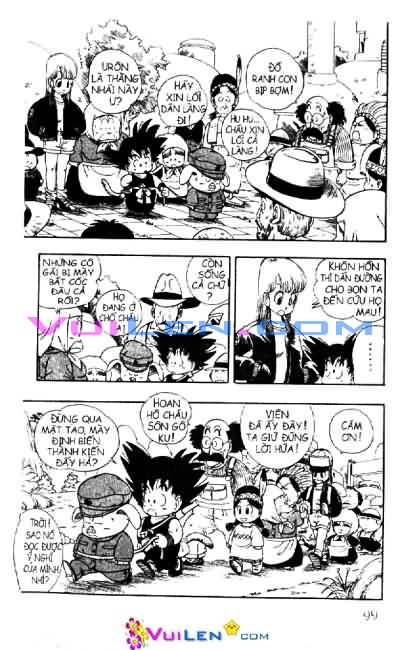 URÔN
LÀ THẰNG
NHÃI NÀY
Ư?
HÃY
XIN LỖI
DÂN LÀNG
ĐI!
ĐỒ
RANH CON
BỊP BỢM!
HU HU...
CHÁU XIN
LỖI CẢ
LÀNG!
NHƯNG CÔ
GÁI BỊ MÀY
BẮT CÓC
ĐÂU CẢ
RỒI?
HỌ
ĐANG Ở
CHỖ CHÁU
CÒN
SỐNG
CẢ CHỨ
?
KHÔN HỒN
THÌ DẪN ĐƯỜNG
CHO BỌN TA
ĐẾN CỨU HỌ
MAU!
......
VUILEN.COM
ĐỪNG QUA
MẶT TAO, MÀY
ĐỊNH BIẾN
THÀNH KIẾN
ĐẤY HẢ?
HOAN
HÔ CHÁU
SÔN GÔ
KU!
VIÊN
ĐÁ ẤY ĐÂY!
TA GIỮ ĐÚNG
LỜI HỨA!
CÁM
ƠN!
TRỜI!
SAO NÓ
ĐỌC ĐƯỢC
Ý NGHĨ
CỦA MÌNH
NHỈ?
99
VUILEN.COM